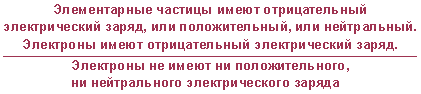 Элементарные частицы имеют отрицательный
электрический заряд, или положительный, или нейтральный.
Электроны имеют отрицательный электрический заряд.
Электроны не имеют ни положительного,
ни нейтрального электрического заряда